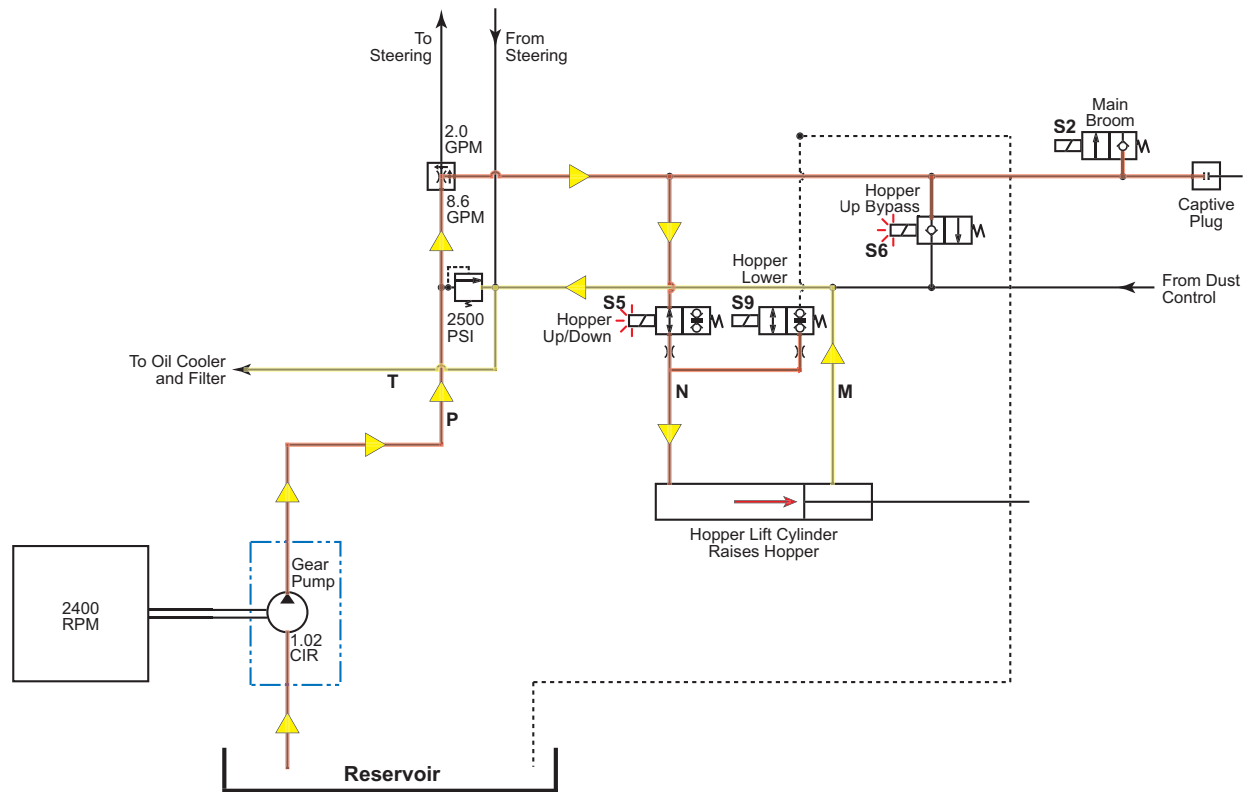 To
Steering
From
Steering
2.0
GPM
8.6
GPM
S2
Main
Broom
Captive
Plug
Hopper
Up Bypass
S6
Hopper
Lower
From Dust
Control
S5
Hopper
Up/Down
S9
2500
PSI
To Oil Cooler
and Filter
T
P
N
M
Hopper Lift Cylinder
Raises Hopper
Gear
Pump
2400
RPM
1.02
CIR
Reservoir